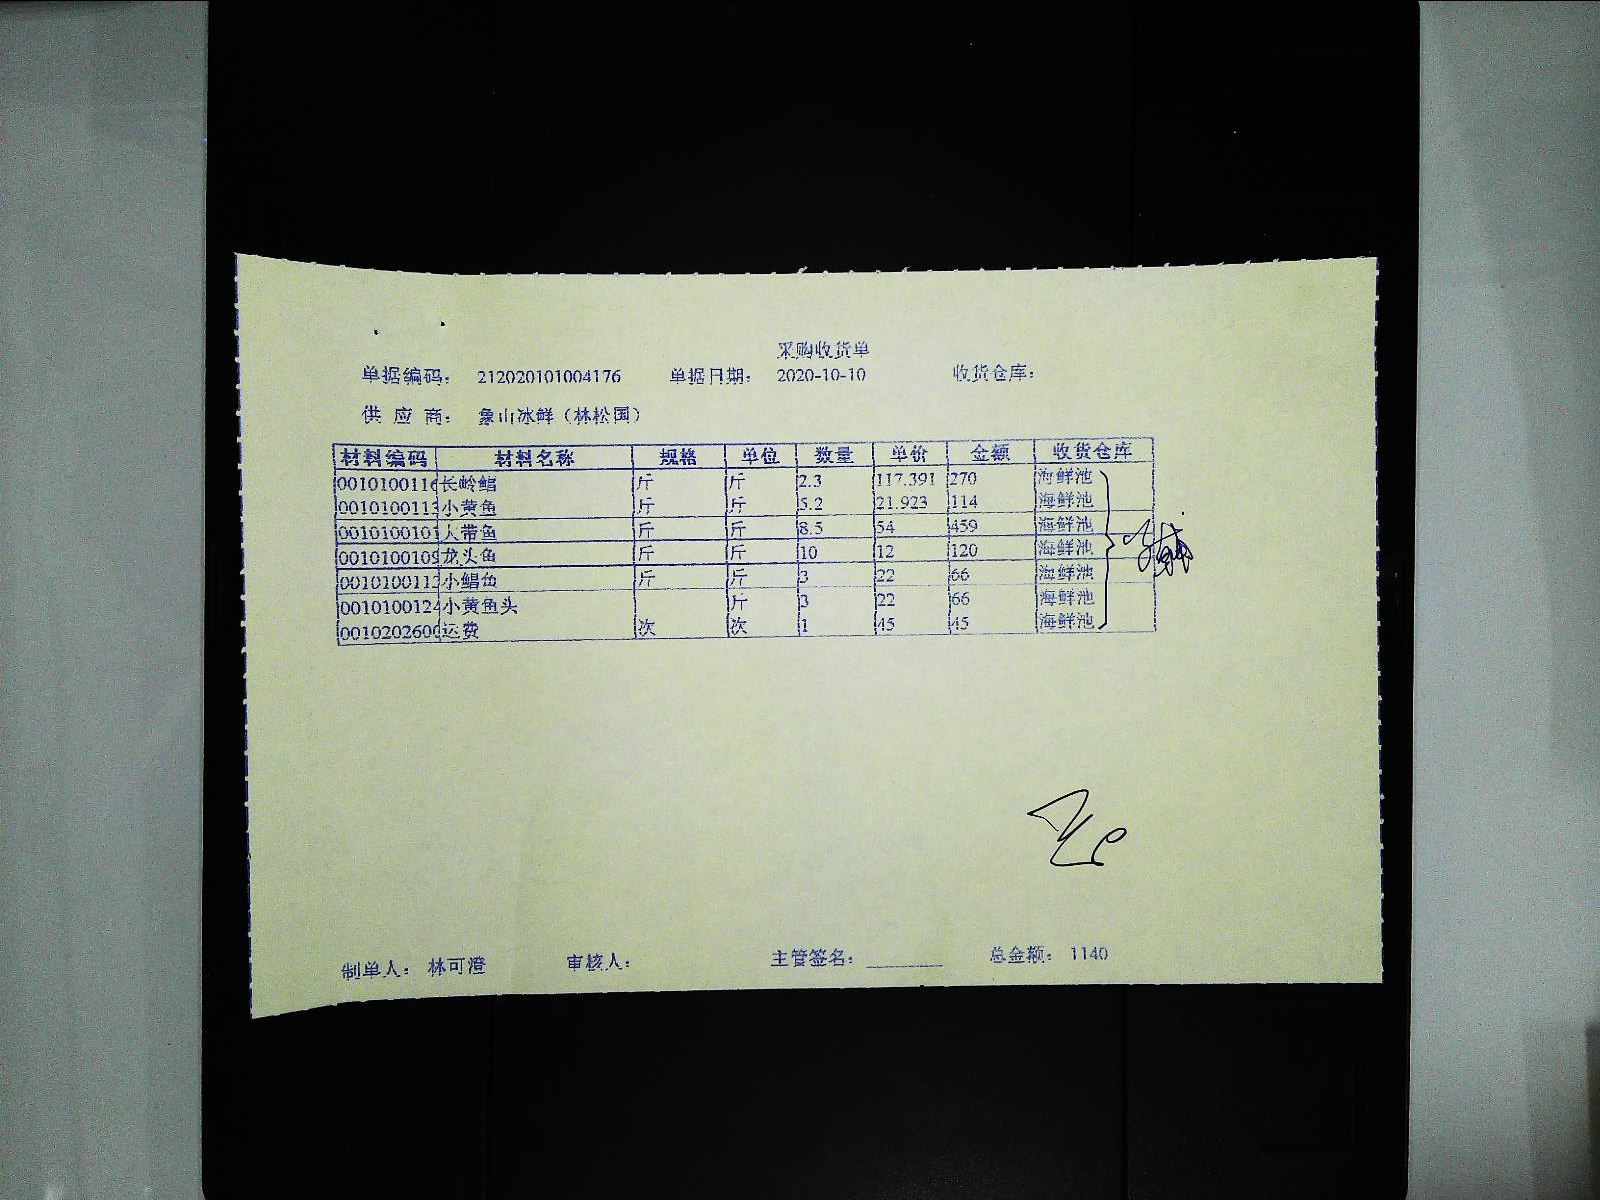 采购收货单
单据编码： 212020101004176 单据日期： 2020-10-10 收货仓库：
供 应 商： 象山冰鲜（林松国）
材料编码 材料名称 规格 单位 数量 单价 金额 收货仓库
0010100116 长岭鲳 斤 斤 2.3 117.391 270 海鲜池
001010011 小黄鱼 斤 斤 5.2 21.923 114 海鲜池
0010100101 大带鱼 斤 斤 8.5 54 459 海鲜池
0010100109 龙头鱼 斤 斤 10 12 120 海鲜池
001010011 小鲳鱼 斤 斤 3 22 66 海鲜池
0010100124 小黄鱼头 斤 3 22 66 海鲜池
0010202600 运费 次 次 1 45 45 海鲜池
制单人： 林可澄 审核人： 主管签名： 总金额： 1140